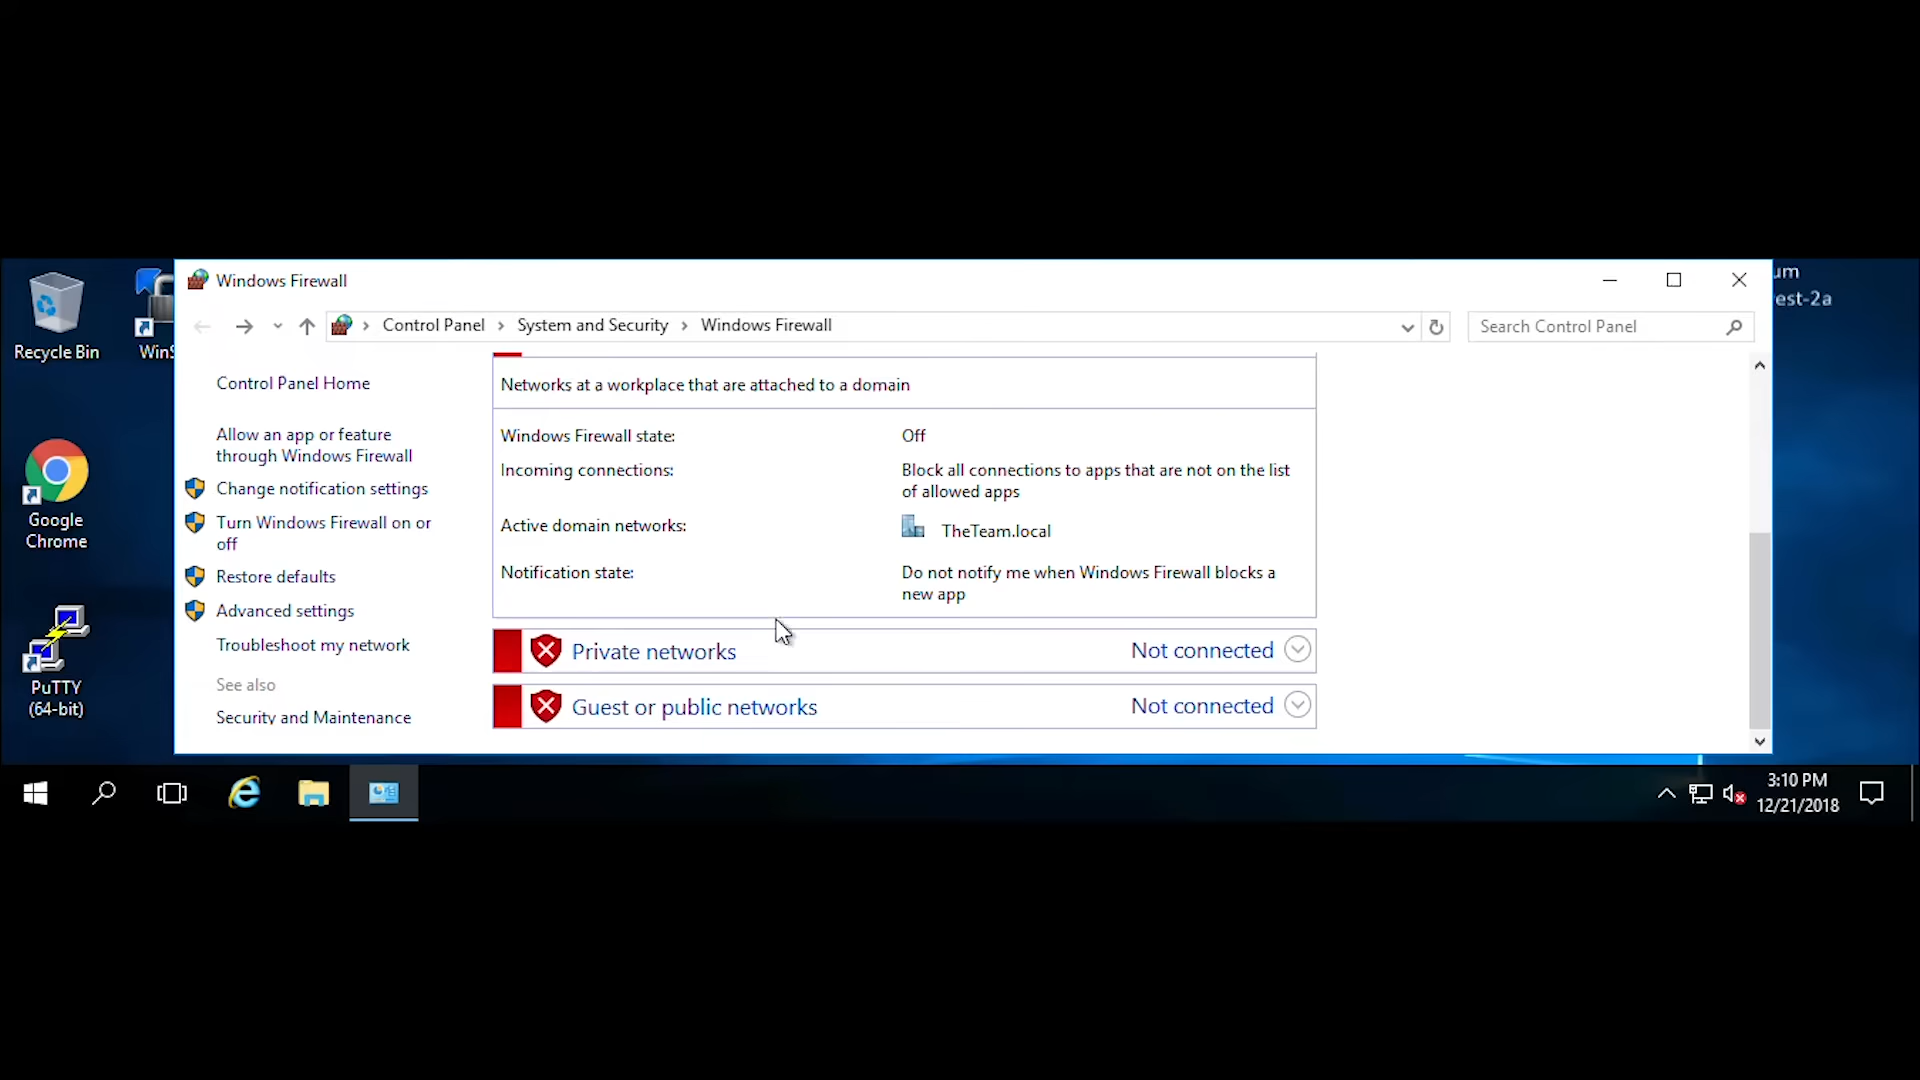 um
est-2a
Recycle Bin
WinS
Google
Chrome
PuTTY
(64-bit)
Windows Firewall
Control Panel
System and Security
Windows Firewall
Search Control Panel
Control Panel Home
Allow an app or feature
through Windows Firewall
Change notification settings
Turn Windows Firewall on or
off
Restore defaults
Advanced settings
Troubleshoot my network
See also
Security and Maintenance
Networks at a workplace that are attached to a domain
Windows Firewall state: Off
Incoming connections: Block all connections to apps that are not on the list
of allowed apps
Active domain networks: TheTeam.local
Notification state: Do not notify me when Windows Firewall blocks a
new app
Private networks Not connected
Guest or public networks Not connected
3:10 PM
12/21/2018